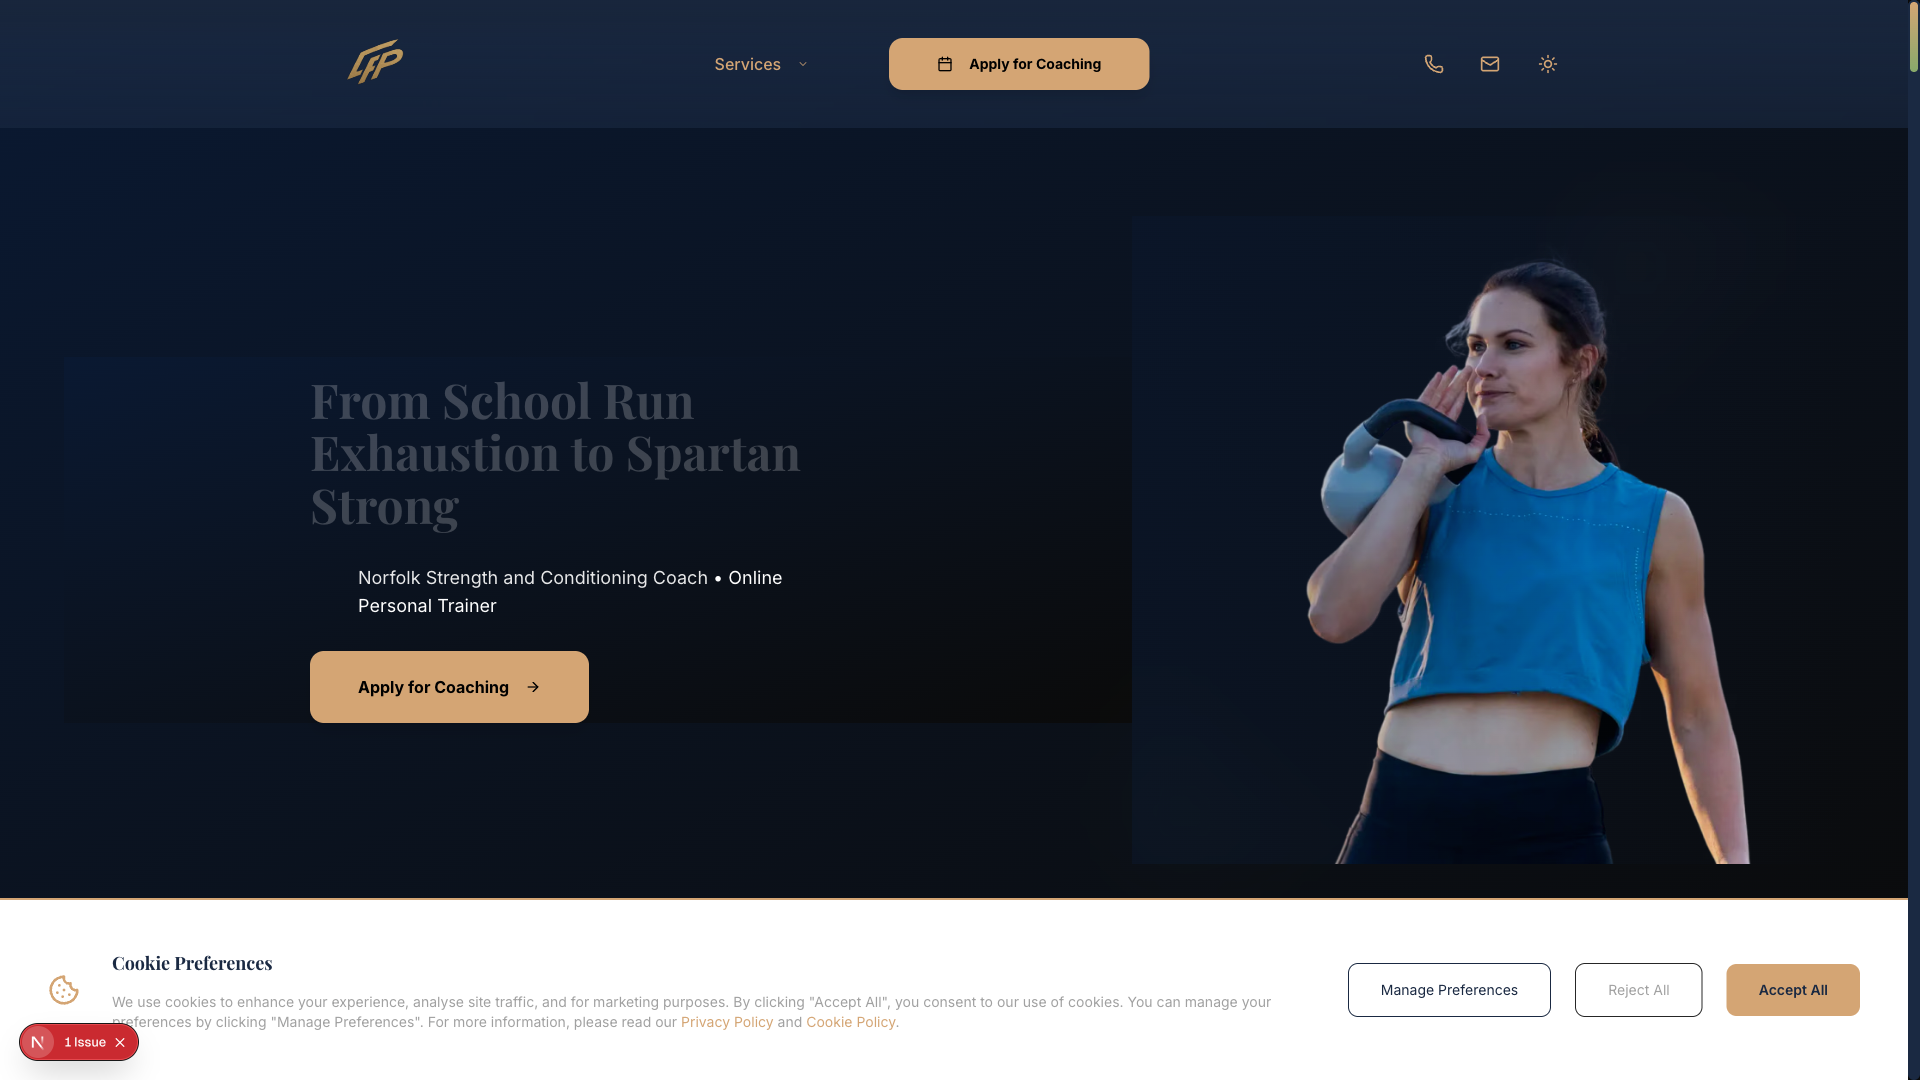 LFP
Services
Apply for Coaching
From School Run
Exhaustion to Spartan
Strong
Norfolk Strength and Conditioning Coach • Online
Personal Trainer
Apply for Coaching
Cookie Preferences
We use cookies to enhance your experience, analyse site traffic, and for marketing purposes. By clicking "Accept All", you consent to our use of cookies. You can manage your
preferences by clicking "Manage Preferences". For more information, please read our Privacy Policy and Cookie Policy.
Manage Preferences
Reject All
Accept All
N 1 Issue